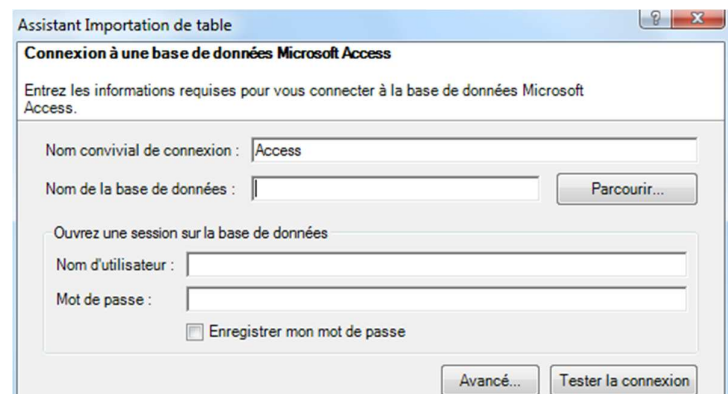 Assistant Importation de table
Connexion à une base de données Microsoft Access
Entrez les informations requises pour vous connecter à la base de données Microsoft
Access.
Nom convivial de connexion : Access
Nom de la base de données : Parcourir...
Ouvrez une session sur la base de données
Nom d'utilisateur :
Mot de passe :
Enregistrer mon mot de passe
Avancé... Tester la connexion